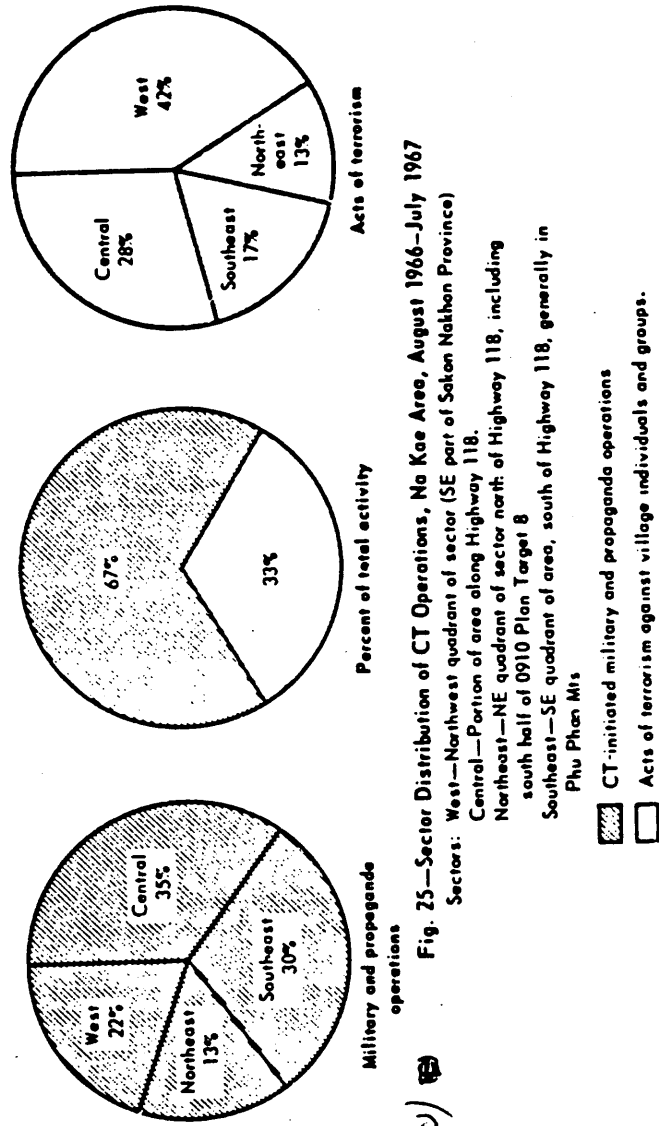 West
22%
Central
35%
Northeast
13%
Southeast
30%
Military and propaganda
operations
67%
33%
Percent of total activity
Central
28%
West
42%
Southeast
17%
North-
east
13%
Acts of terrorism
Fig. 25—Sector Distribution of CT Operations, Na Kae Area, August 1966–July 1967
Sectors: West—Northwest quadrant of sector (SE part of Sakon Nakhon Province)
Central—Portion of area along Highway 118.
Northeast—NE quadrant of sector north of Highway 118, including
south half of 0910 Plan Target 8
Southeast—SE quadrant of area, south of Highway 118, generally in
Phu Phan Mts
CT-initiated military and propaganda operations
Acts of terrorism against village individuals and groups.